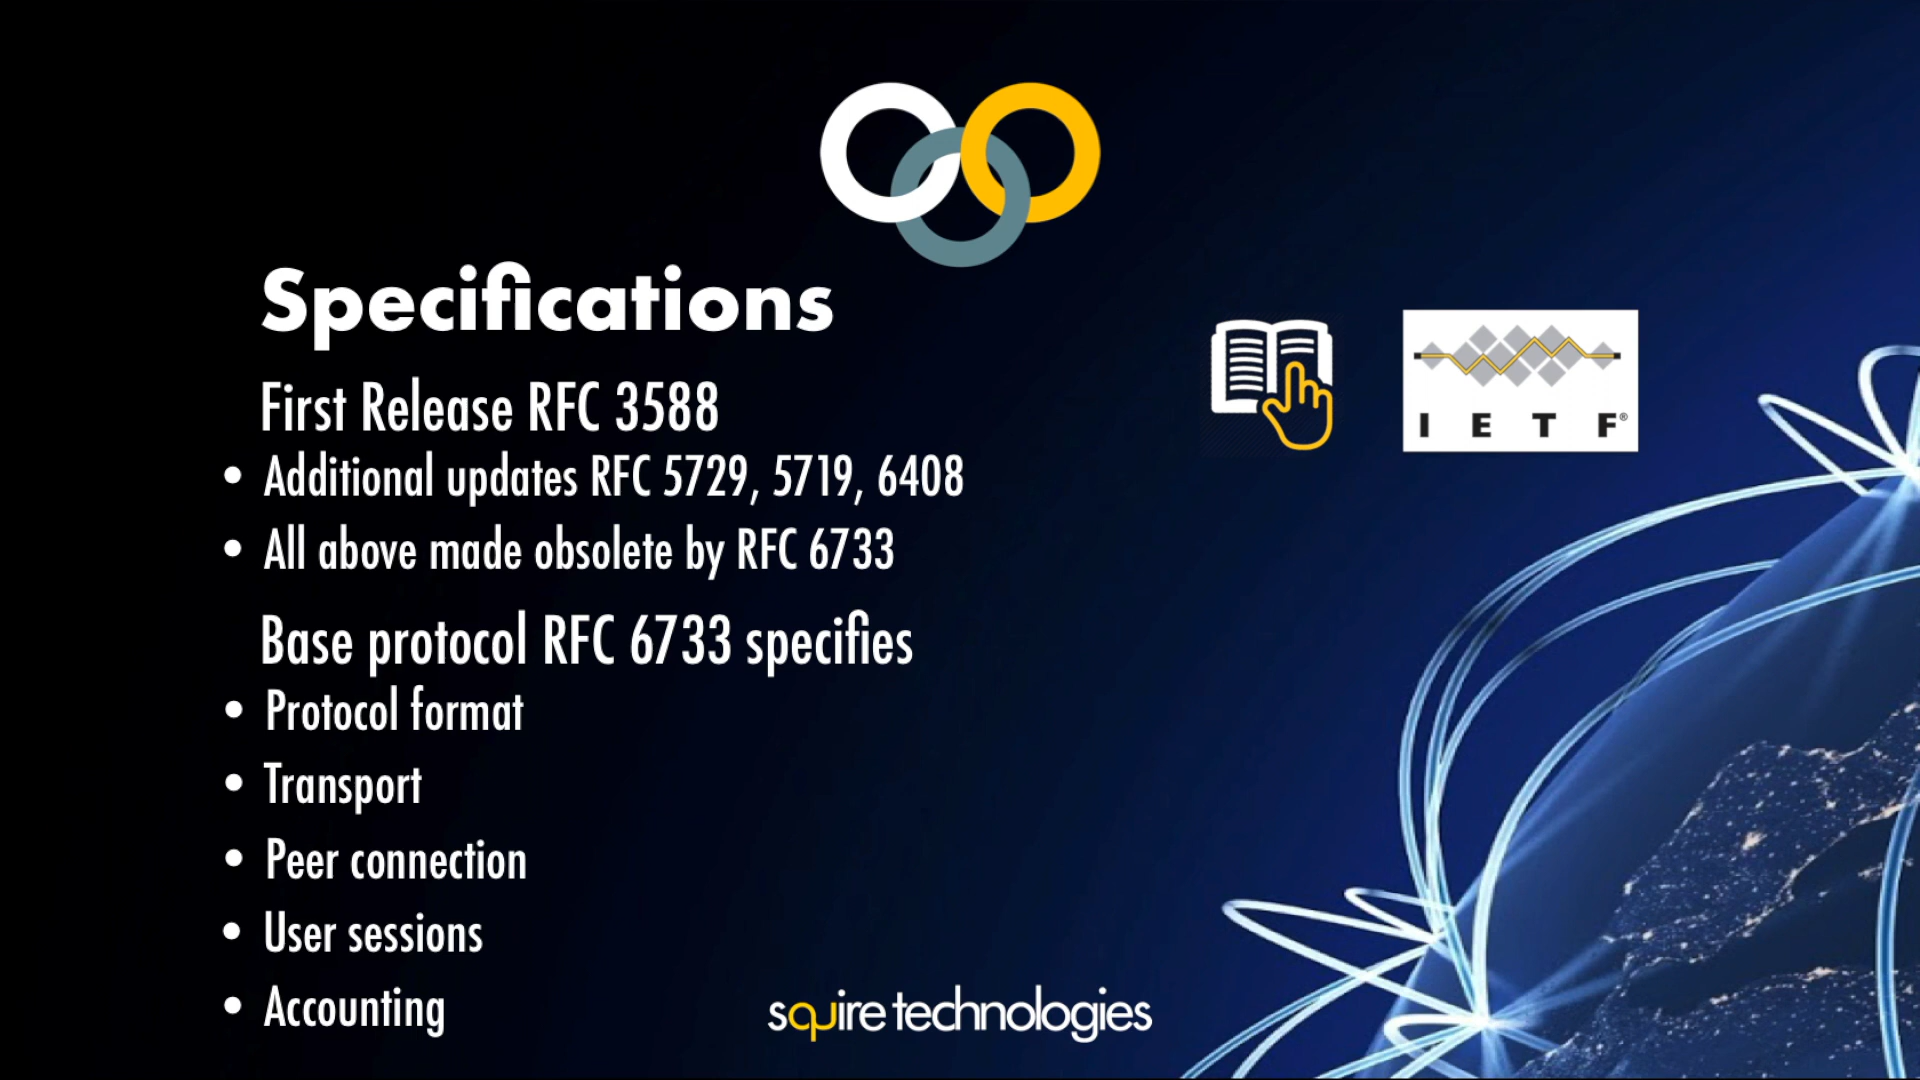 Specifications
First Release RFC 3588
• Additional updates RFC 5729, 5719, 6408
• All above made obsolete by RFC 6733
Base protocol RFC 6733 specifies
• Protocol format
• Transport
• Peer connection
• User sessions
• Accounting
I E T F®
squire technologies